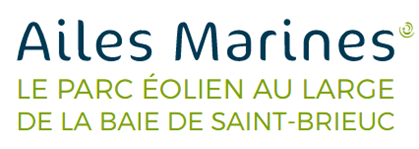 Ailes Marines
LE PARC ÉOLIEN AU LARGE
DE LA BAIE DE SAINT-BRIEUC